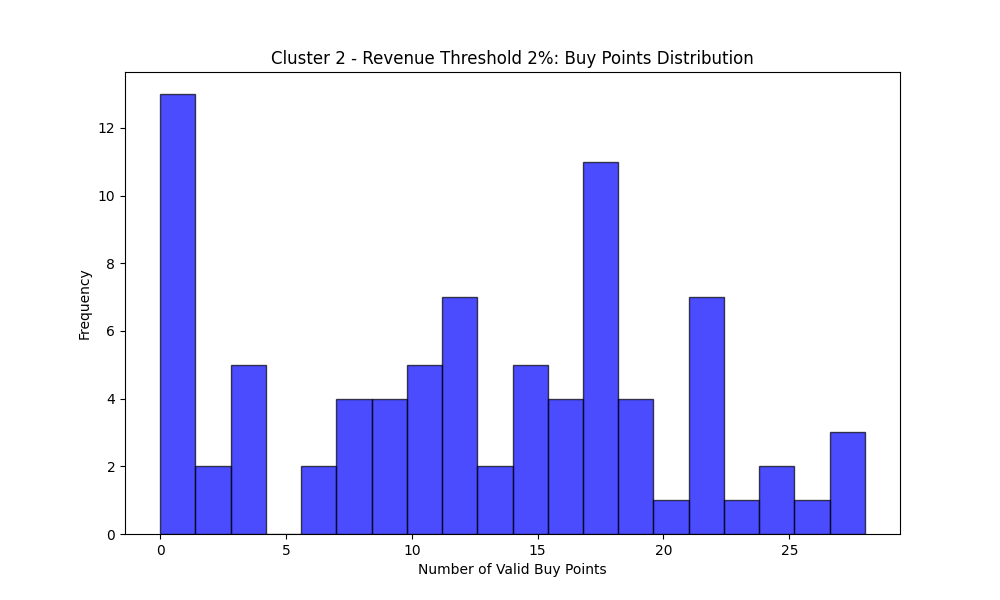 Cluster 2 - Revenue Threshold 2%: Buy Points Distribution
12
10
8
6
4
2
0
Frequency
0 5 10 15 20 25
Number of Valid Buy Points